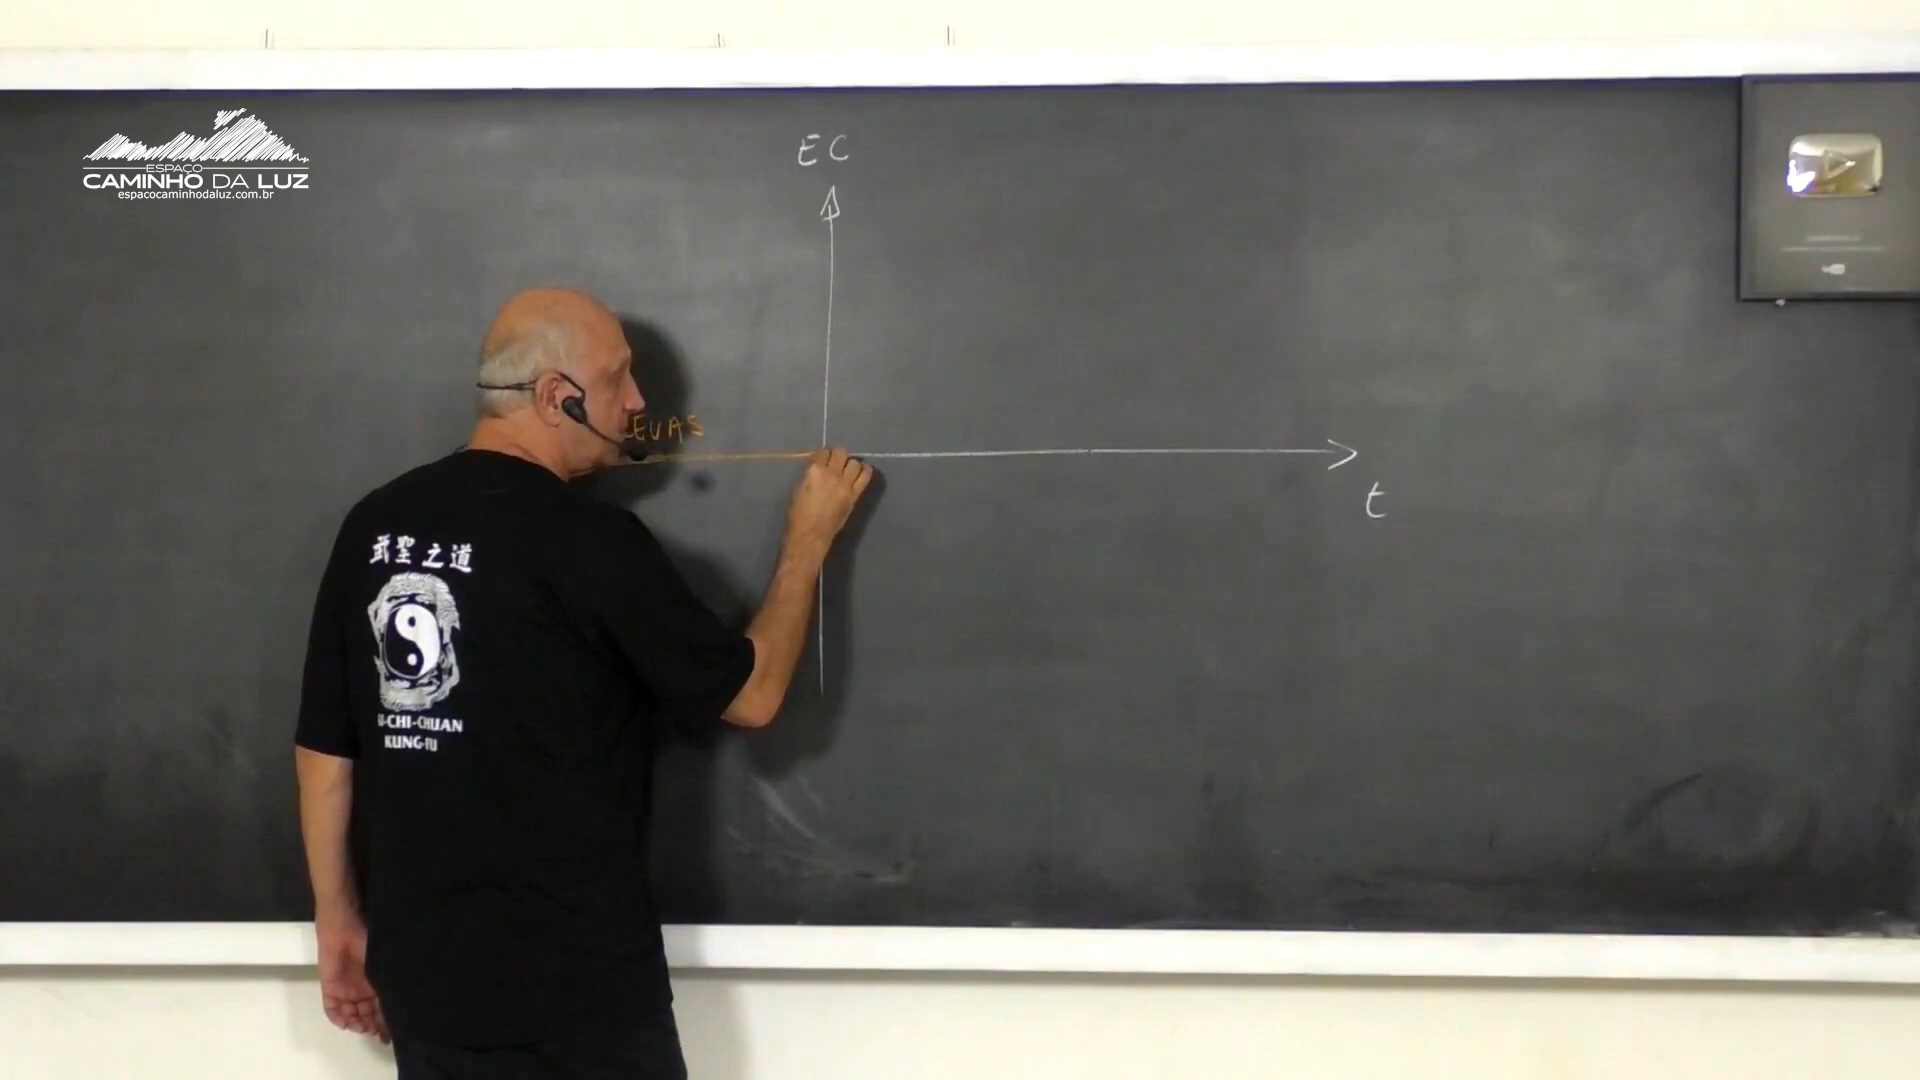 ESPAÇO
CAMINHO DA LUZ
espacocaminhodaluz.com.br
EC
t
武聖之道
KUNG-FU